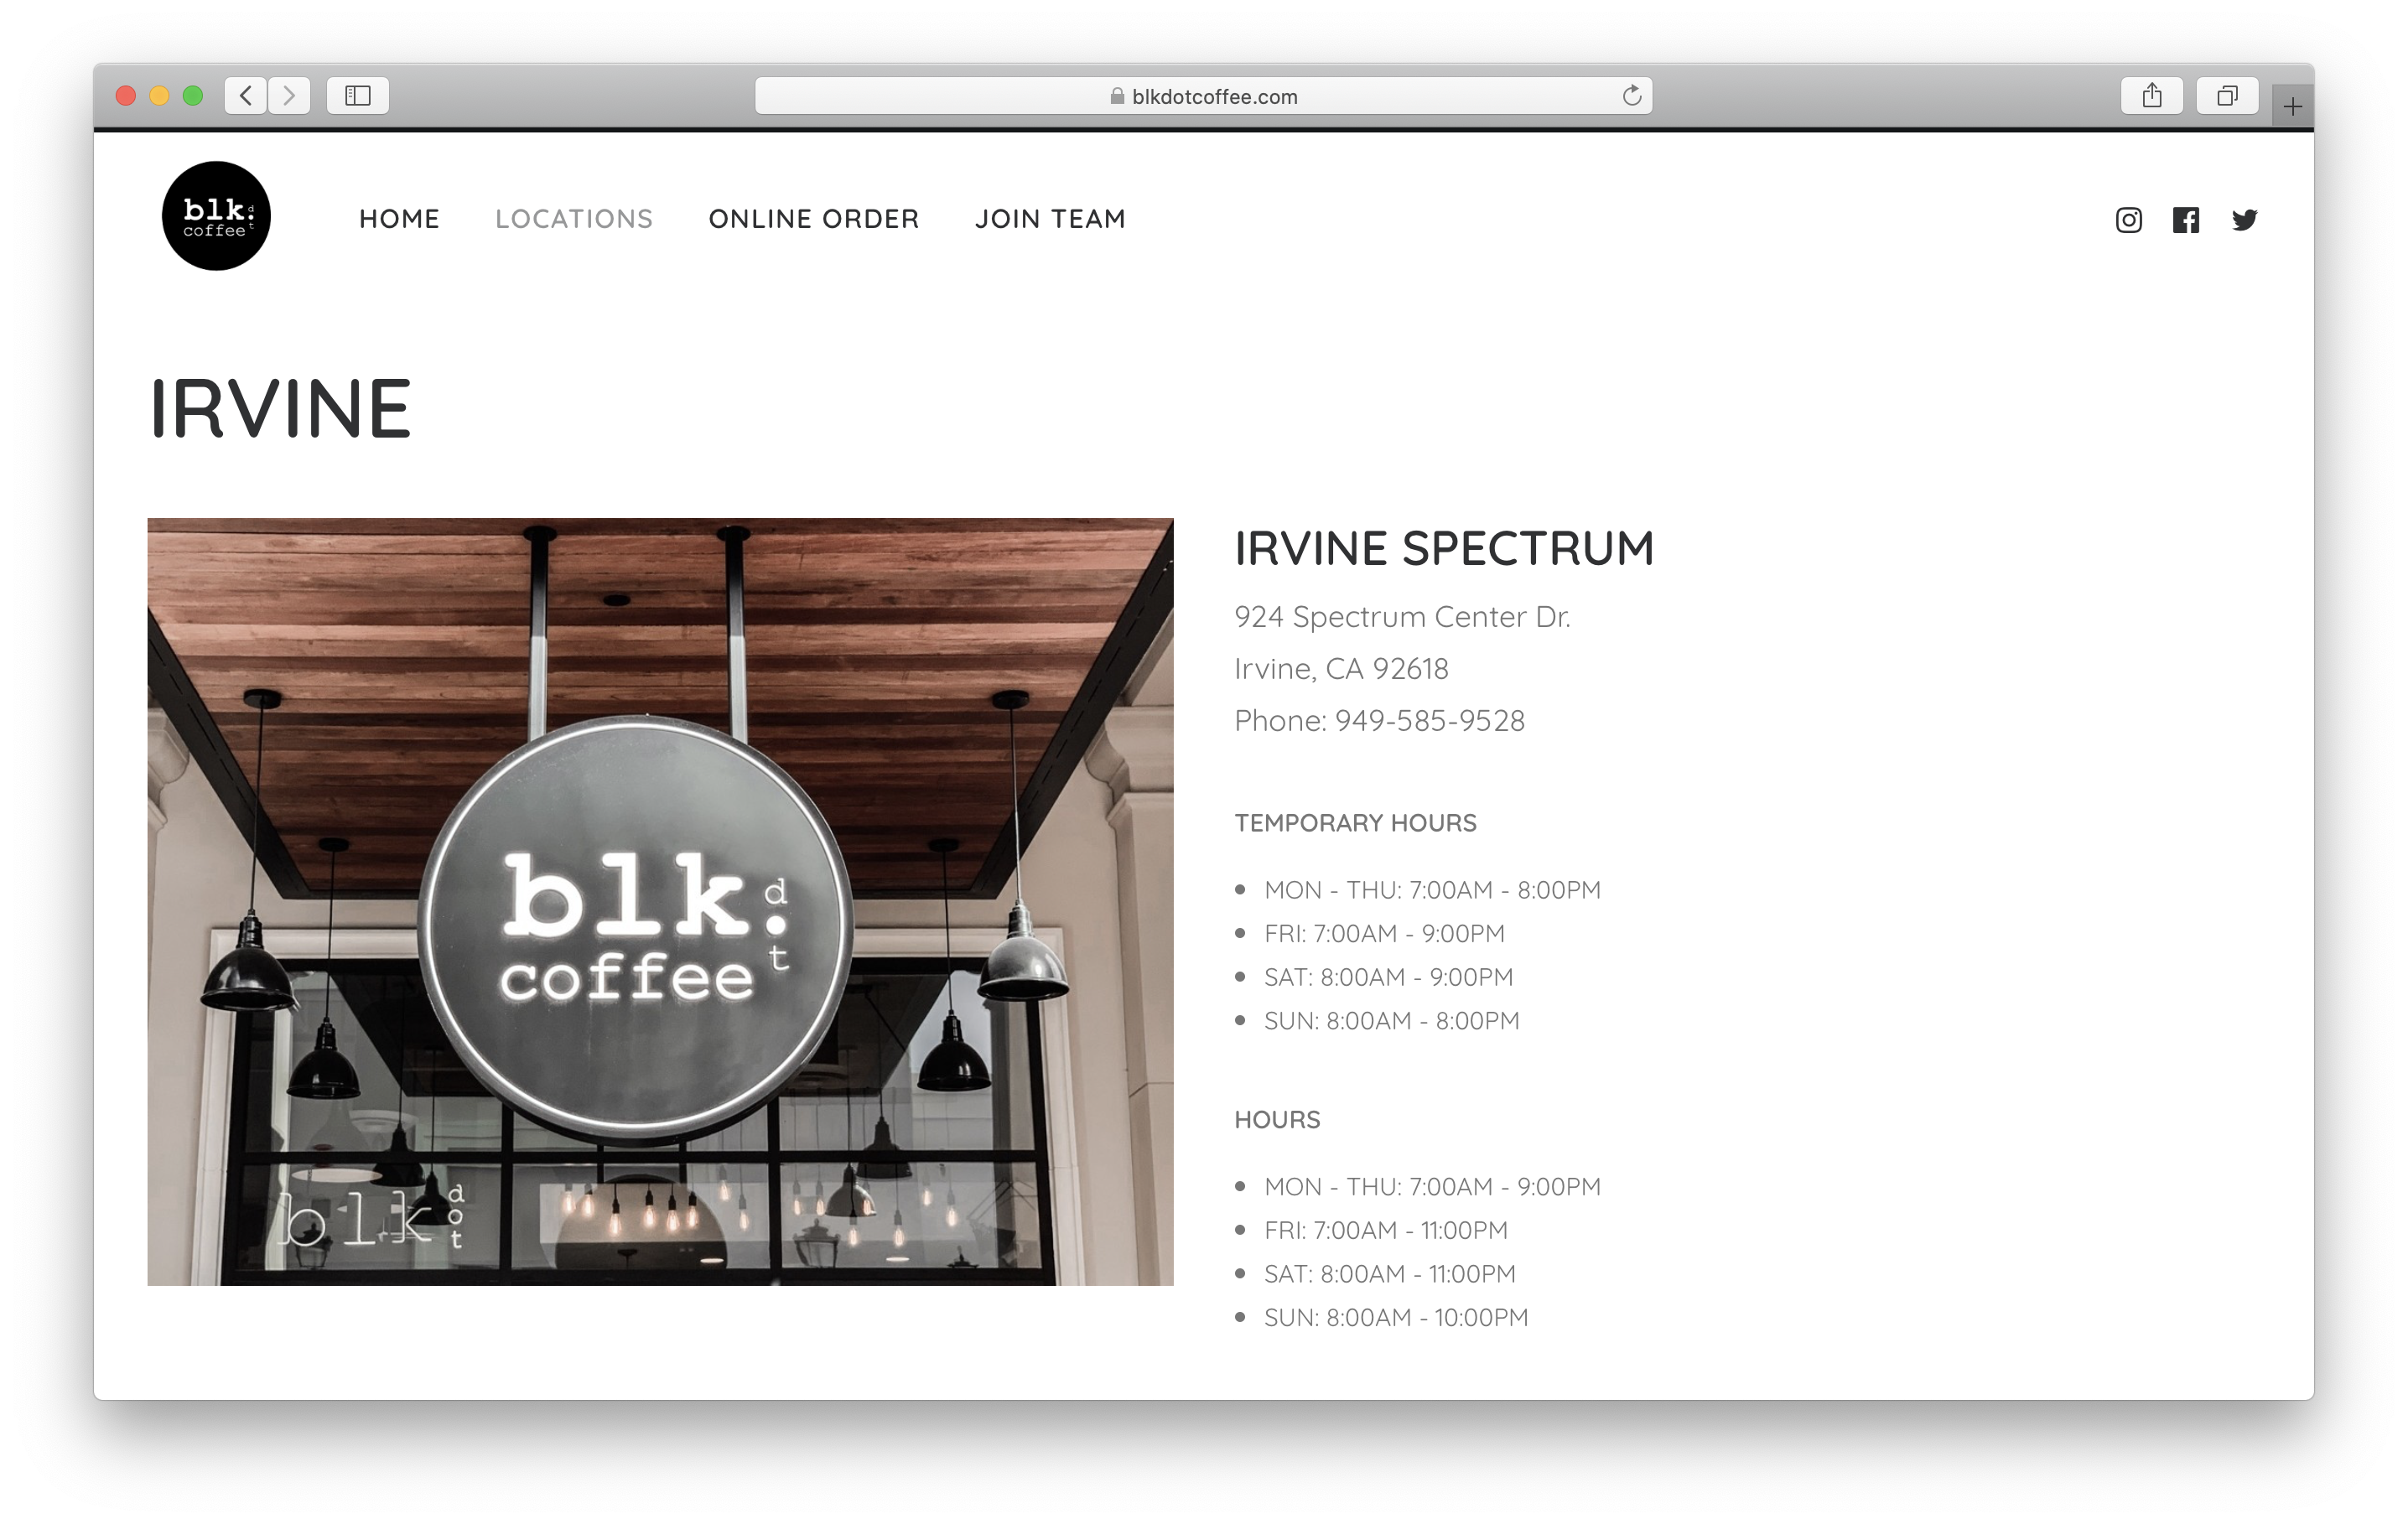 blkdotcoffee.com
blk:
d
t
coffee
HOME LOCATIONS ONLINE ORDER JOIN TEAM
IRVINE
blk:
d
t
coffee
blk
dot
IRVINE SPECTRUM
924 Spectrum Center Dr.
Irvine, CA 92618
Phone: 949-585-9528
TEMPORARY HOURS
• MON - THU: 7:00AM - 8:00PM
• FRI: 7:00AM - 9:00PM
• SAT: 8:00AM - 9:00PM
• SUN: 8:00AM - 8:00PM
HOURS
• MON - THU: 7:00AM - 9:00PM
• FRI: 7:00AM - 11:00PM
• SAT: 8:00AM - 11:00PM
• SUN: 8:00AM - 10:00PM